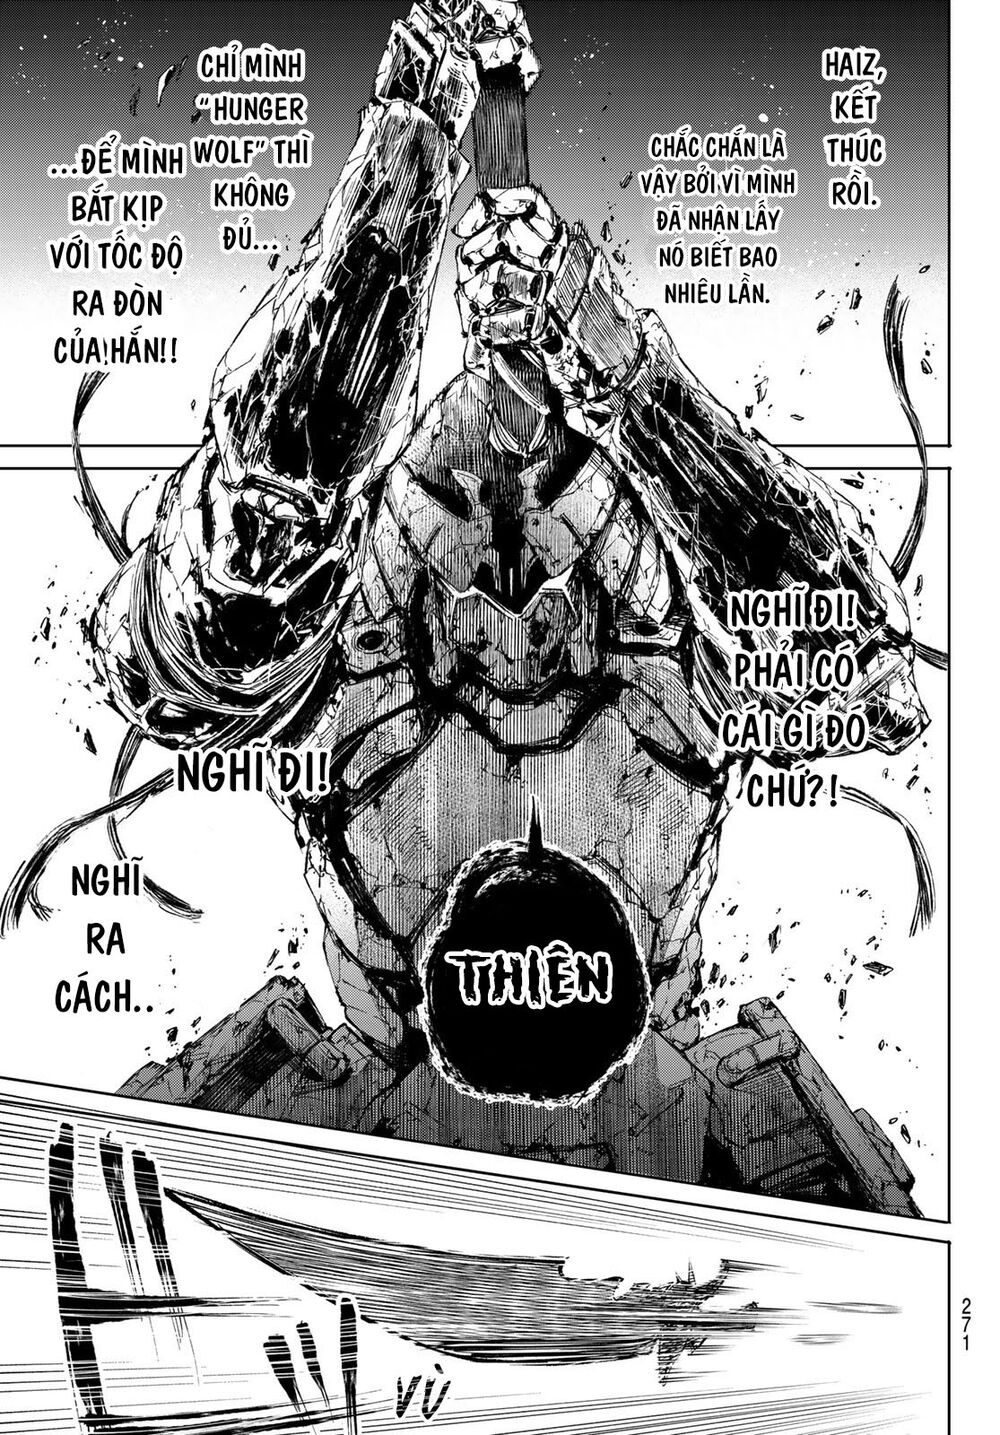 HAIZ,
KẾT
THÚC
RỒI.
CHẮC CHẮN LÀ
VẬY BỞI VÌ MÌNH
ĐÃ NHẬN LẤY
NÓ BIẾT BAO
NHIÊU LẦN.
CHỈ MÌNH
“HUNGER
WOLF” THÌ
KHÔNG
ĐỦ...
...ĐỂ MÌNH
BẮT KỊP
VỚI TỐC ĐỘ
RA ĐÒN
CỦA HẮN!!
NGHĨ ĐI!
PHẢI CÓ
CÁI GÌ ĐÓ
CHỨ?!
NGHĨ ĐI!
THIÊN
NGHĨ
RA
CÁCH..
VÙ
271